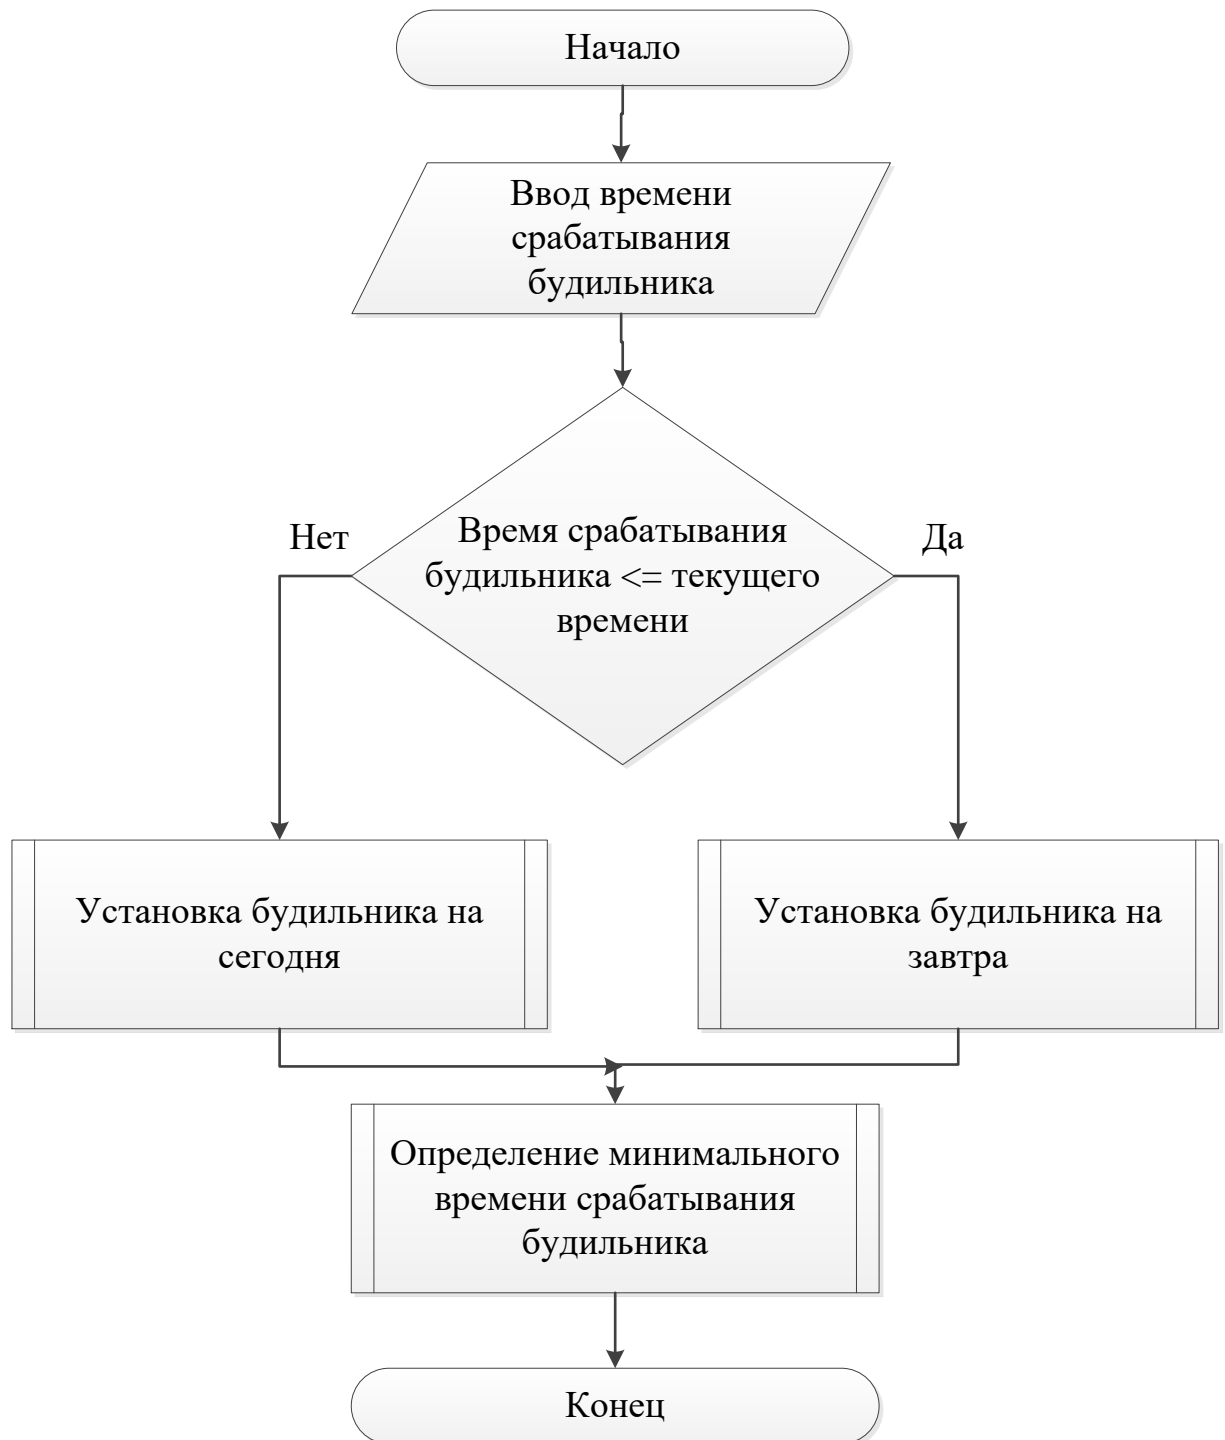 Начало
Ввод времени
срабатывания
будильника
Нет
Время срабатывания
будильника <= текущего
времени
Да
Установка будильника на
сегодня
Установка будильника на
завтра
Определение минимального
времени срабатывания
будильника
Конец